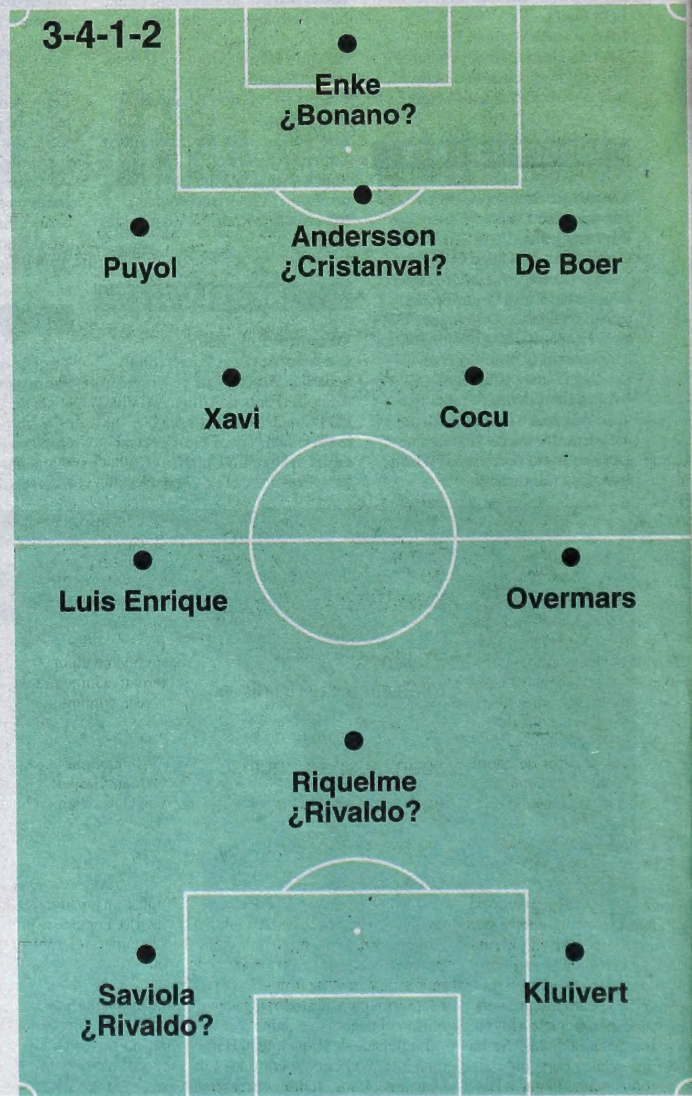 3-4-1-2
Enke
¿Bonano?
Andersson
¿Cristanval?
Puyol
De Boer
Xavi
Cocu
Luis Enrique
Overmars
Riquelme
¿Rivaldo?
Saviola
¿Rivaldo?
Kluivert